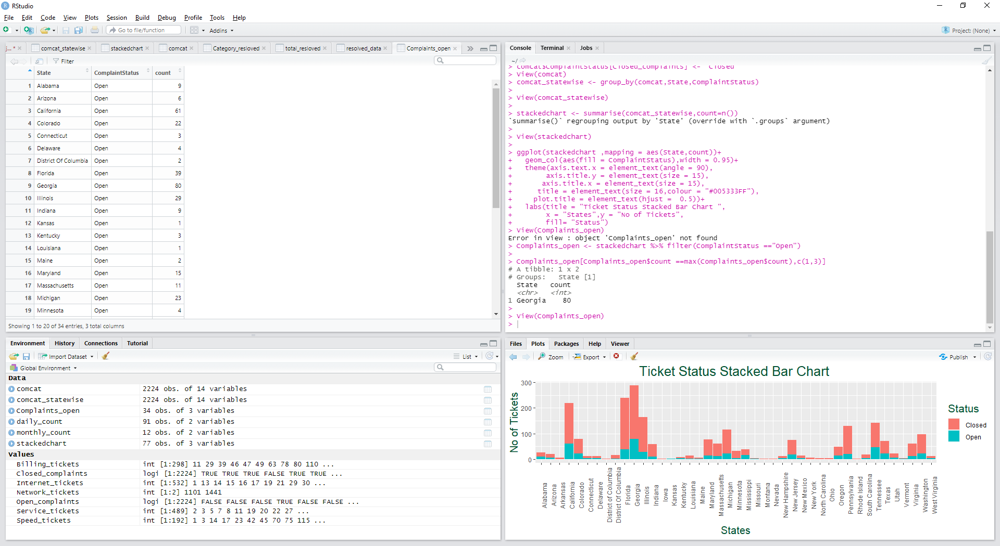 RStudio
File Edit Code View Plots Session Build Debug Profile Tools Help
Go to file/function Addins Project: (None)
j... * comcat_statewise stackedchart comcat Category_resloved total_resloved resolved_data Complaints_open
Filter
State ComplaintStatus count
1 Alabama Open 9
2 Arizona Open 6
3 California Open 61
4 Colorado Open 22
5 Connecticut Open 3
6 Delaware Open 4
7 District Of Columbia Open 2
8 Florida Open 39
9 Georgia Open 80
10 Illinois Open 29
11 Indiana Open 9
12 Kansas Open 1
13 Kentucky Open 3
14 Louisiana Open 1
15 Maine Open 2
16 Maryland Open 15
17 Massachusetts Open 11
18 Michigan Open 23
19 Minnesota Open 4
Showing 1 to 20 of 34 entries, 3 total columns
Console Terminal Jobs
~/
> comcat$ComplaintStatus[Closed_complaints] <- "Closed"
> View(comcat)
> comcat_statewise <- group_by(comcat,State,ComplaintStatus)
>
> View(comcat_statewise)
>
> stackedchart <- summarise(comcat_statewise,count=n())
`summarise()` regrouping output by 'State' (override with `.groups` argument)
>
> View(stackedchart)
>
> ggplot(stackedchart ,mapping = aes(State,count))+
+ geom_col(aes(fill = ComplaintStatus),width = 0.95)+
+ theme(axis.text.x = element_text(angle = 90),
+ axis.title.y = element_text(size = 15),
+ axis.title.x = element_text(size = 15),
+ title = element_text(size = 16,colour = "#005333FF"),
+ plot.title = element_text(hjust = 0.5))+
+ labs(title = "Ticket Status Stacked Bar Chart ",
+ x = "States",y = "No of Tickets",
+ fill= "Status")
> View(Complaints_open)
Error in View : object 'Complaints_open' not found
> Complaints_open <- stackedchart %>% filter(ComplaintStatus =="Open")
>
> Complaints_open[Complaints_open$count ==max(Complaints_open$count),c(1,3)]
# A tibble: 1 x 2
# Groups: State [1]
State count
<chr> <int>
1 Georgia 80
>
> View(Complaints_open)
>
Environment History Connections Tutorial
Import Dataset List
Global Environment
Data
comcat 2224 obs. of 14 variables
comcat_statewise 2224 obs. of 14 variables
Complaints_open 34 obs. of 3 variables
daily_count 91 obs. of 2 variables
monthly_count 12 obs. of 2 variables
stackedchart 77 obs. of 3 variables
Values
Billing_tickets int [1:298] 11 29 39 46 47 49 63 78 80 110 ...
Closed_complaints logi [1:2224] TRUE TRUE TRUE FALSE TRUE TRUE ...
Internet_tickets int [1:532] 1 13 14 15 16 17 19 21 29 30 ...
Network_tickets int [1:2] 1101 1441
Open_complaints logi [1:2224] FALSE FALSE FALSE TRUE FALSE FALSE ...
Service_tickets int [1:489] 2 3 5 7 8 11 19 20 22 27 ...
Speed_tickets int [1:192] 1 3 14 17 23 42 45 70 75 115 ...
Files Plots Packages Help Viewer
Zoom Export Publish
Ticket Status Stacked Bar Chart
No of Tickets
300
200
100
0
Status
Closed
Open
Alabama
Arizona
Arkansas
California
Colorado
Connecticut
Delaware
District of Columbia
District Of Columbia
Florida
Georgia
Illinois
Indiana
Iowa
Kansas
Kentucky
Louisiana
Maine
Maryland
Massachusetts
Michigan
Minnesota
Mississippi
Missouri
Montana
Nevada
New Hampshire
New Jersey
New Mexico
New York
North Carolina
Ohio
Oregon
Pennsylvania
Rhode Island
South Carolina
Tennessee
Texas
Utah
Vermont
Virginia
Washington
West Virginia
States